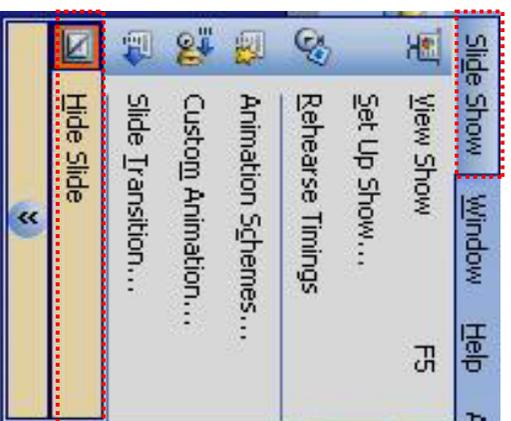 Slide Show Window Help A
View Show F5
Set Up Show...
Rehearse Timings
Animation Schemes...
Custom Animation...
Slide Transition...
Hide Slide